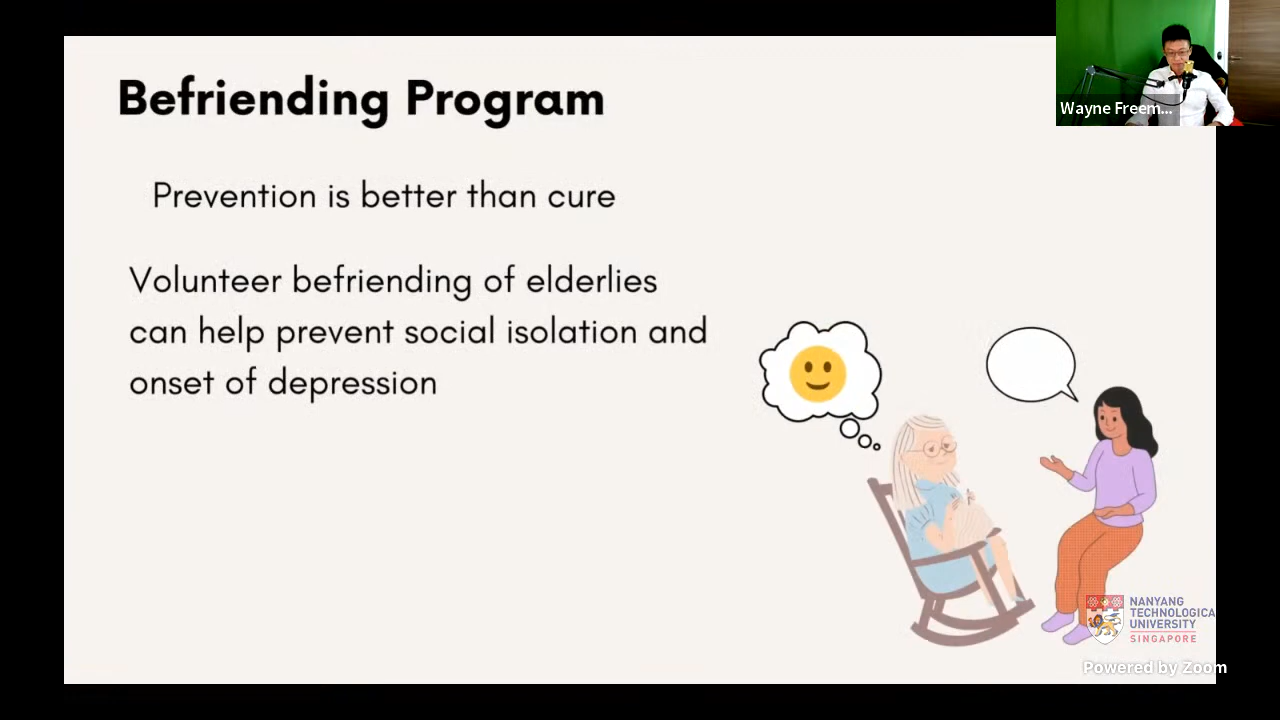 Befriending Program
Wayne Freem...
Prevention is better than cure
Volunteer befriending of elderlies
can help prevent social isolation and
onset of depression
NANYANG
TECHNOLOGICA
UNIVERSITY
SINGAPORE
Powered by Zoom